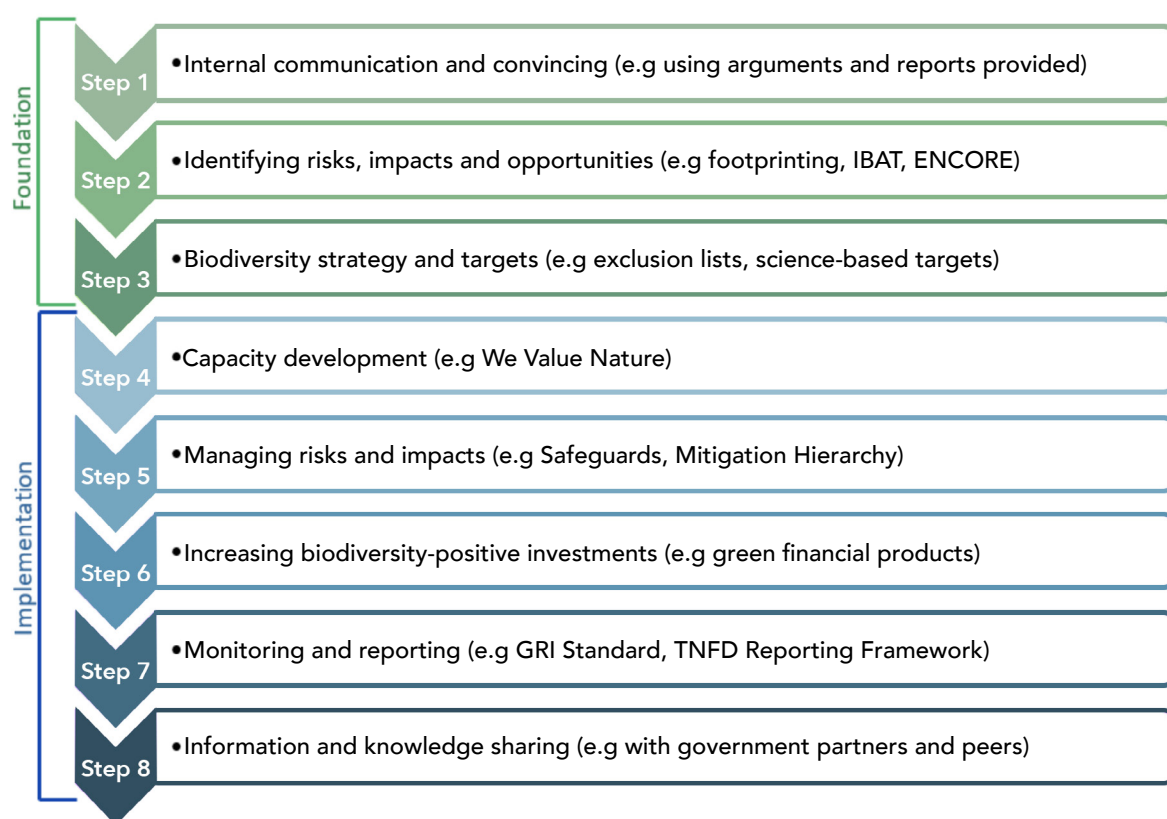 Foundation
Step 1
•Internal communication and convincing (e.g using arguments and reports provided)
Step 2
•Identifying risks, impacts and opportunities (e.g footprinting, IBAT, ENCORE)
Step 3
•Biodiversity strategy and targets (e.g exclusion lists, science-based targets)
Implementation
Step 4
•Capacity development (e.g We Value Nature)
Step 5
•Managing risks and impacts (e.g Safeguards, Mitigation Hierarchy)
Step 6
•Increasing biodiversity-positive investments (e.g green financial products)
Step 7
•Monitoring and reporting (e.g GRI Standard, TNFD Reporting Framework)
Step 8
•Information and knowledge sharing (e.g with government partners and peers)